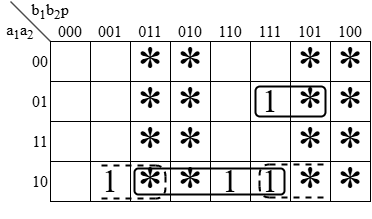 b₁b₂p
a₁a₂ 000 001 011 010 110 111 101 100
00 * * * *
01 * * 1 * *
11 * * * *
10 1 * * 1 1 * *